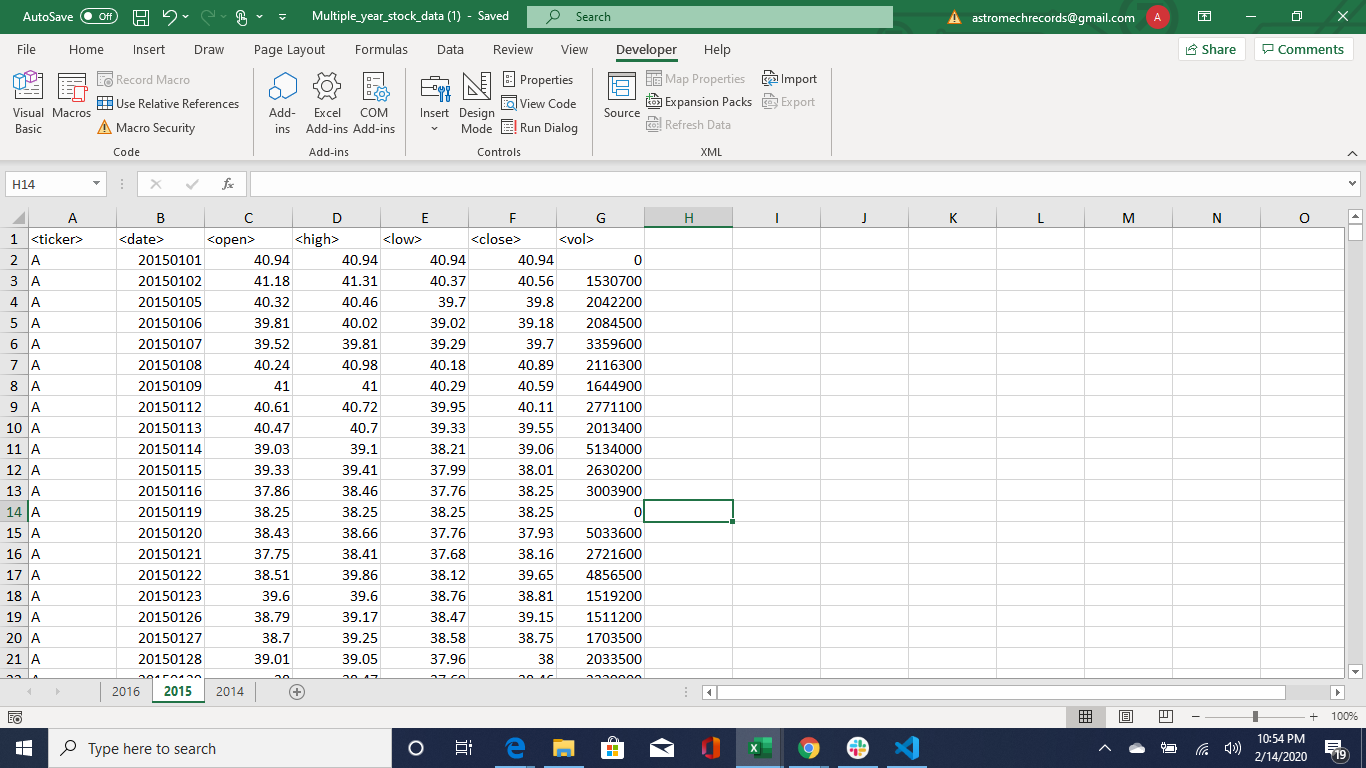 AutoSave Off Multiple_year_stock_data (1) - Saved Search astromechrecords@gmail.com A
File Home Insert Draw Page Layout Formulas Data Review View Developer Help Share Comments
Visual Basic
Macros
Record Macro
Use Relative References
Macro Security
Code
Add-ins
Excel Add-ins
COM Add-ins
Add-ins
Insert
Design Mode
Properties
View Code
Run Dialog
Controls
Source
Map Properties
Expansion Packs
Refresh Data
Import
Export
XML
H14 fx
A B C D E F G H I J K L M N O
1 <ticker> <date> <open> <high> <low> <close> <vol>
2 A 20150101 40.94 40.94 40.94 40.94 0
3 A 20150102 41.18 41.31 40.37 40.56 1530700
4 A 20150105 40.32 40.46 39.7 39.8 2042200
5 A 20150106 39.81 40.02 39.02 39.18 2084500
6 A 20150107 39.52 39.81 39.29 39.7 3359600
7 A 20150108 40.24 40.98 40.18 40.89 2116300
8 A 20150109 41 41 40.29 40.59 1644900
9 A 20150112 40.61 40.72 39.95 40.11 2771100
10 A 20150113 40.47 40.7 39.33 39.55 2013400
11 A 20150114 39.03 39.1 38.21 39.06 5134000
12 A 20150115 39.33 39.41 37.99 38.01 2630200
13 A 20150116 37.86 38.46 37.76 38.25 3003900
14 A 20150119 38.25 38.25 38.25 38.25 0
15 A 20150120 38.43 38.66 37.76 37.93 5033600
16 A 20150121 37.75 38.41 37.68 38.16 2721600
17 A 20150122 38.51 39.86 38.12 39.65 4856500
18 A 20150123 39.6 39.6 38.76 38.81 1519200
19 A 20150126 38.79 39.17 38.47 39.15 1511200
20 A 20150127 38.7 39.25 38.58 38.75 1703500
21 A 20150128 39.01 39.05 37.96 38 2033500
2016 2015 2014
100%
Type here to search
10:54 PM
2/14/2020
19